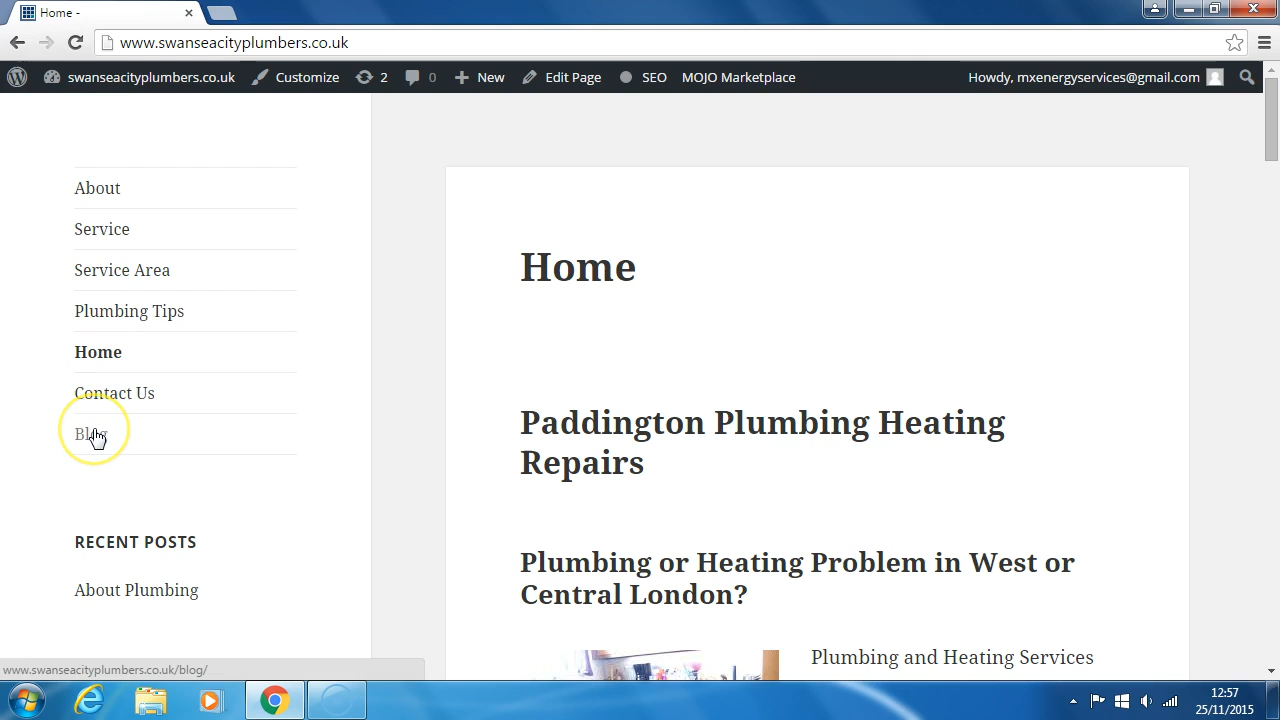 Home -
www.swanseacityplumbers.co.uk
swanseacityplumbers.co.uk Customize 2 0 New Edit Page SEO MOJO Marketplace Howdy, mxenergyservices@gmail.com
About
Service
Service Area
Plumbing Tips
Home
Contact Us
Blog
RECENT POSTS
About Plumbing
Home
Paddington Plumbing Heating
Repairs
Plumbing or Heating Problem in West or
Central London?
Plumbing and Heating Services
www.swanseacityplumbers.co.uk/blog/
12:57
25/11/2015